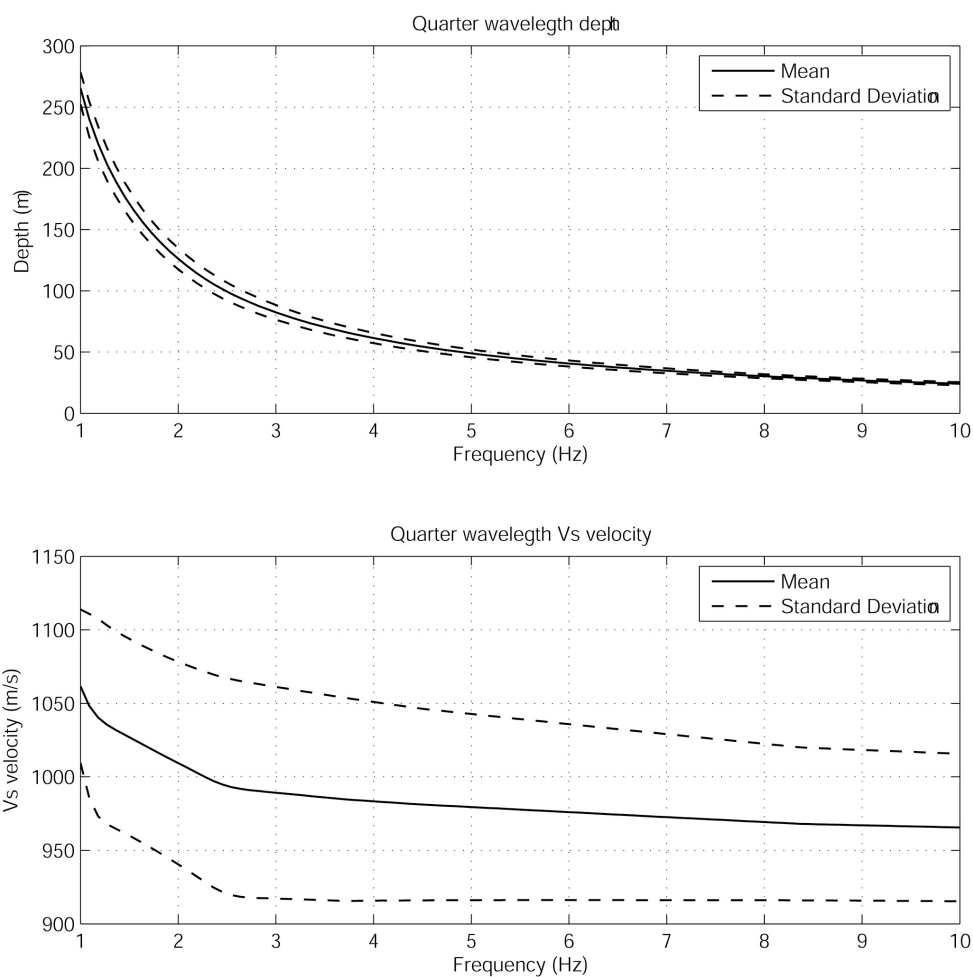 Quarter wavelegth depth
300
250
200
150
100
50
0
Depth (m)
Mean
Standard Deviation
1 2 3 4 5 6 7 8 9 10
Frequency (Hz)
Quarter wavelegth Vs velocity
1150
1100
1050
1000
950
900
Vs velocity (m/s)
Mean
Standard Deviation
1 2 3 4 5 6 7 8 9 10
Frequency (Hz)